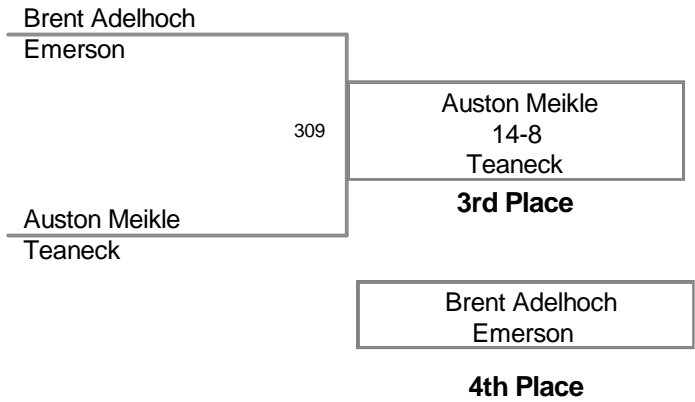 Brent Adelhoch
Emerson
309
Auston Meikle
14-8
Teaneck
3rd Place
Auston Meikle
Teaneck
Brent Adelhoch
Emerson
4th Place